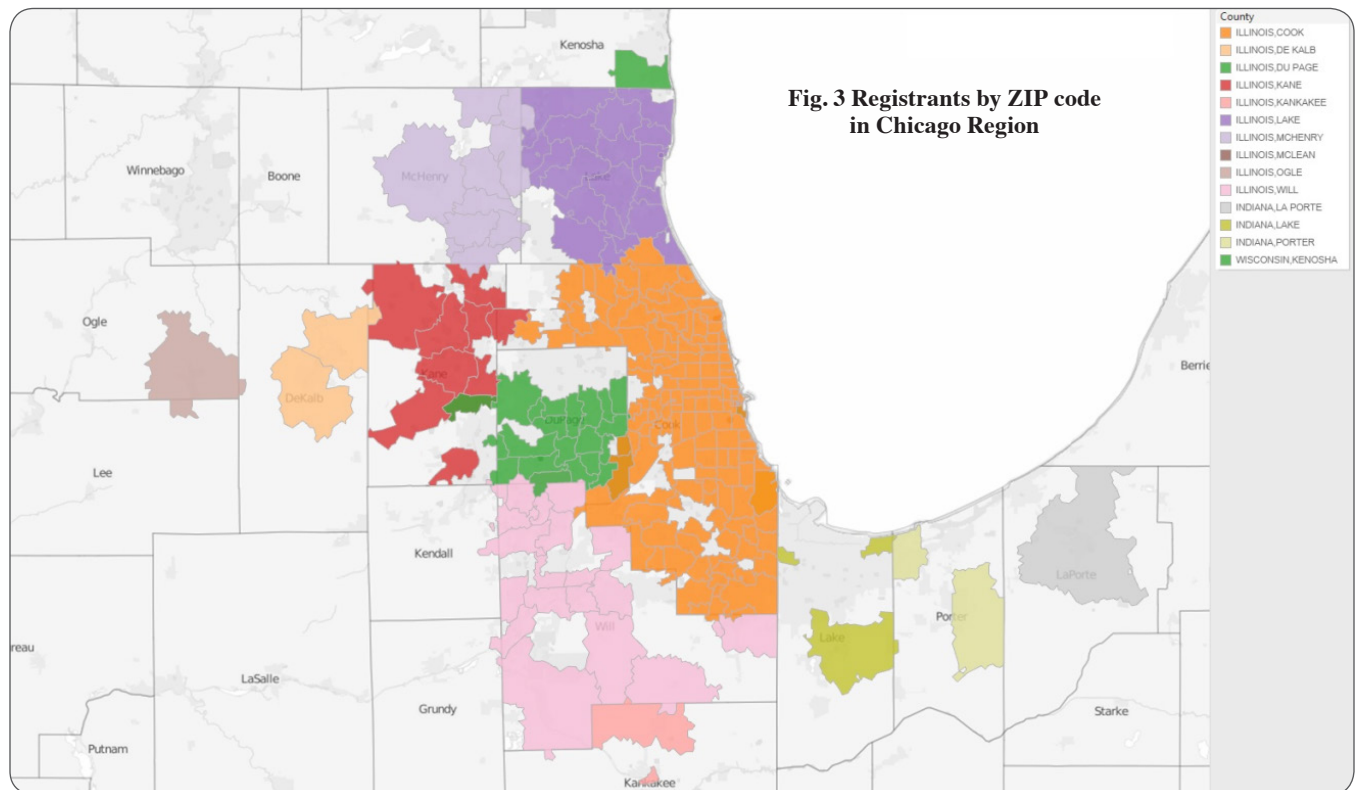 Fig. 3 Registrants by ZIP code
in Chicago Region
County
ILLINOIS,COOK
ILLINOIS,DE KALB
ILLINOIS,DU PAGE
ILLINOIS,KANE
ILLINOIS,KANKAKEE
ILLINOIS,LAKE
ILLINOIS,MCHENRY
ILLINOIS,MCLEAN
ILLINOIS,OGLE
ILLINOIS,WILL
INDIANA,LA PORTE
INDIANA,LAKE
INDIANA,PORTER
WISCONSIN,KENOSHA
Kenosha
Winnebago
Boone
McHenry
Lake
Ogle
Kane
DeKalb
DuPage
Cook
Berrie
Lee
Kendall
LaPorte
Porter
Lake
Will
reau
LaSalle
Grundy
Starke
Putnam
Kankakee